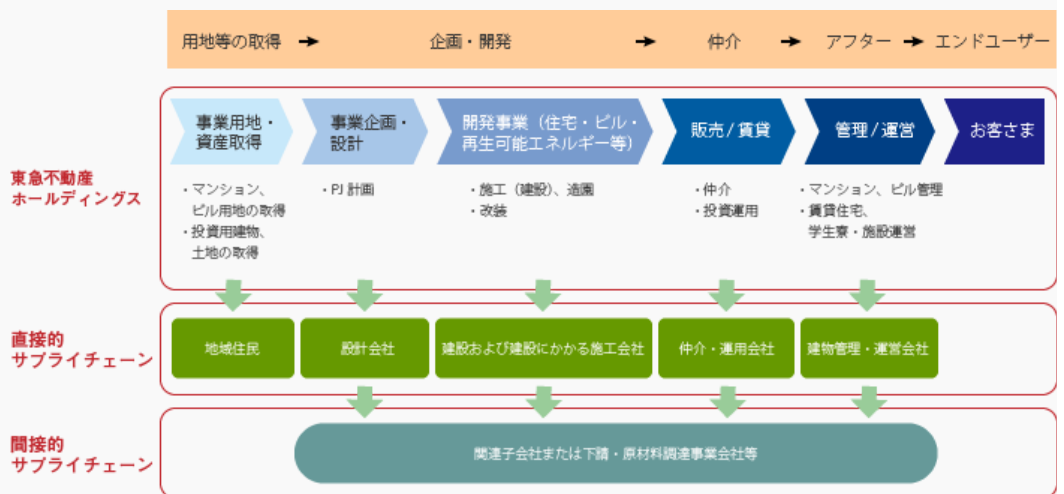 用地等の取得 → 企画・開発 → 仲介 → アフター → エンドユーザー
東急不動産
ホールディングス
事業用地・
資産取得
事業企画・
設計
開発事業（住宅・ビル・
再生可能エネルギー等）
販売/賃貸
管理/運営
お客さま
・マンション、
ビル用地の取得
・投資用建物、
土地の取得
・PJ計画
・施工（建設）、造園
・改装
・仲介
・投資運用
・マンション、ビル管理
・賃貸住宅、
学生寮・施設運営
直接的
サプライチェーン
地域住民
設計会社
建設および建設にかかる施工会社
仲介・運用会社
建物管理・運営会社
間接的
サプライチェーン
関連子会社または下請・原材料調達事業会社等